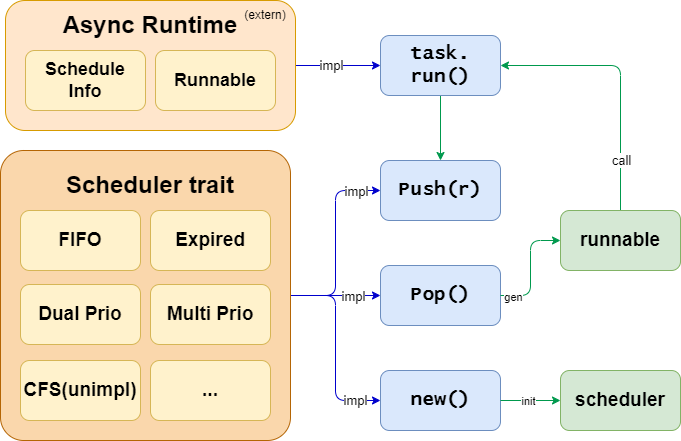 Async Runtime
(extern)
Schedule
Info
Runnable
impl
task.
run()
call
Scheduler trait
FIFO
Expired
Dual Prio
Multi Prio
CFS(unimpl)
...
impl
Push(r)
impl
Pop()
gen
runnable
impl
new()
init
scheduler